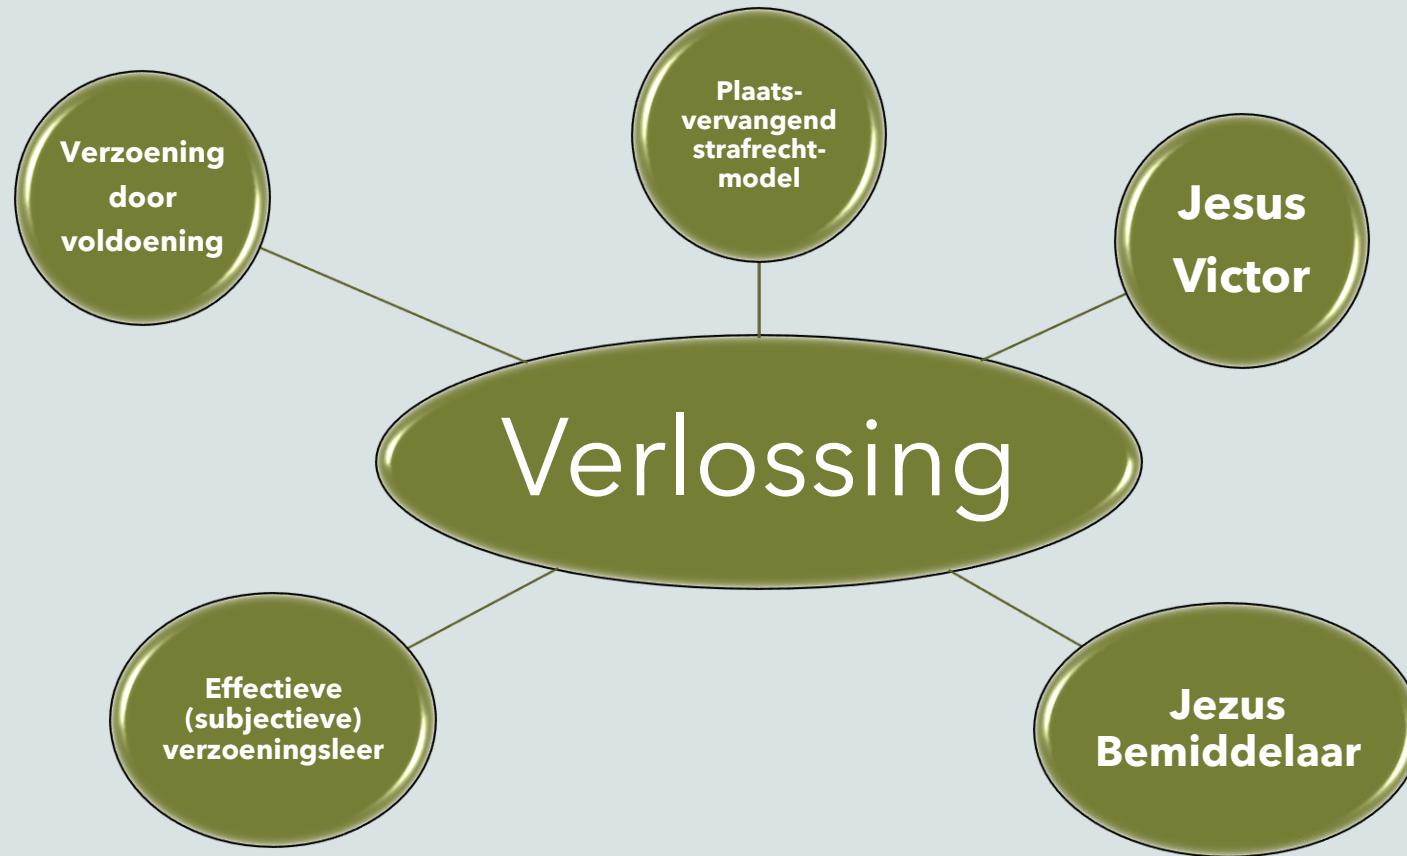 Verzoening
door
voldoening
Plaats-
vervangend
strafrecht-
model
Jesus
Victor
Verlossing
Effectieve
(subjectieve)
verzoeningsleer
Jezus
Bemiddelaar